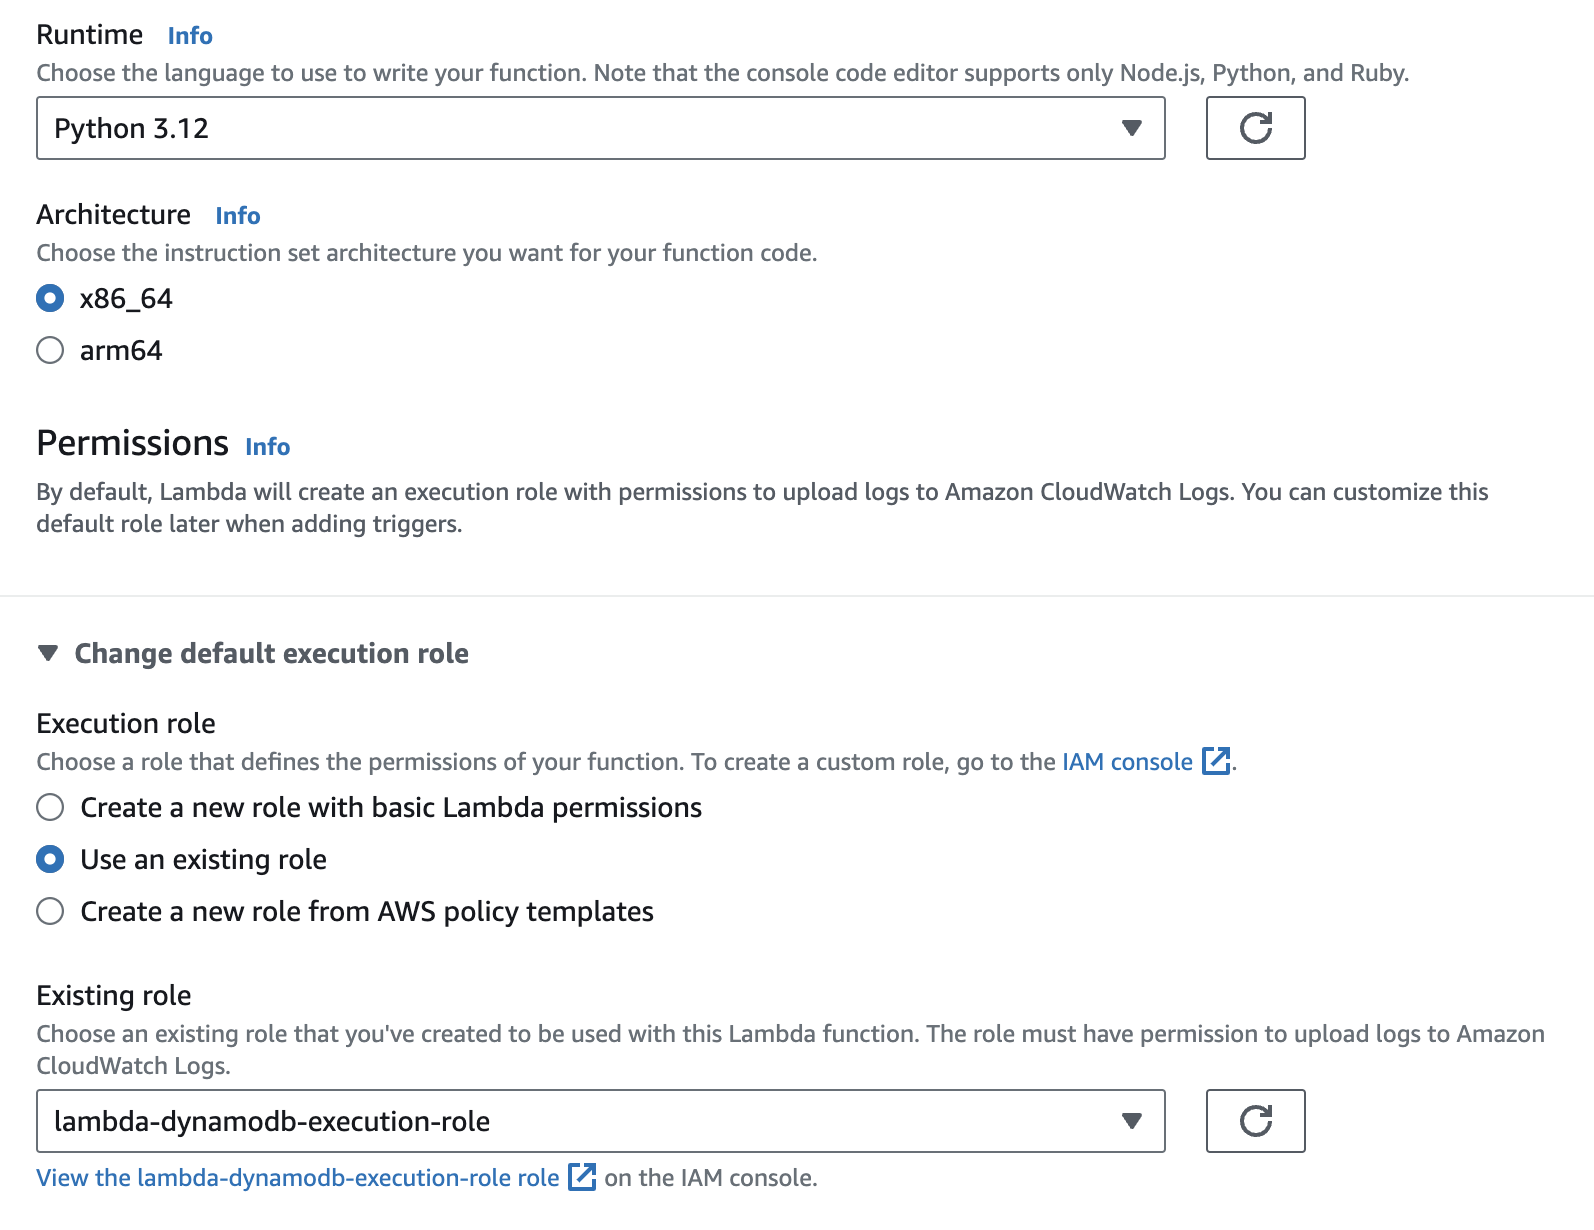 Runtime Info
Choose the language to use to write your function. Note that the console code editor supports only Node.js, Python, and Ruby.
Python 3.12
Architecture Info
Choose the instruction set architecture you want for your function code.
x86_64
arm64
Permissions Info
By default, Lambda will create an execution role with permissions to upload logs to Amazon CloudWatch Logs. You can customize this
default role later when adding triggers.
Change default execution role
Execution role
Choose a role that defines the permissions of your function. To create a custom role, go to the IAM console.
Create a new role with basic Lambda permissions
Use an existing role
Create a new role from AWS policy templates
Existing role
Choose an existing role that you've created to be used with this Lambda function. The role must have permission to upload logs to Amazon
CloudWatch Logs.
lambda-dynamodb-execution-role
View the lambda-dynamodb-execution-role role on the IAM console.